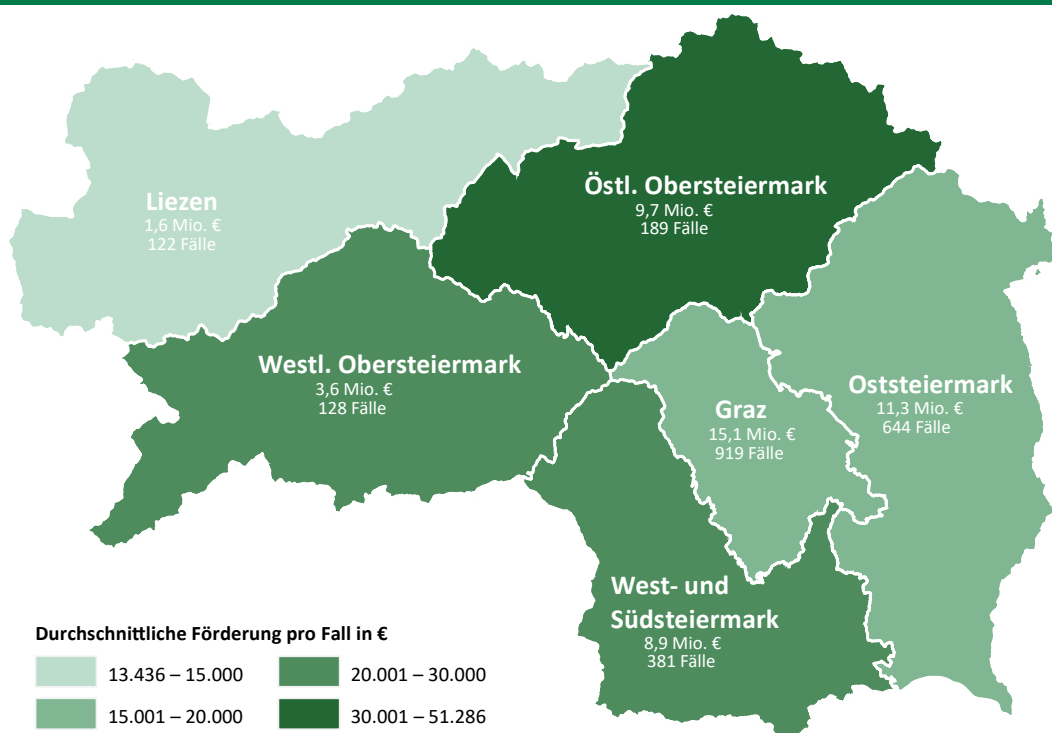 Liezen
1,6 Mio. €
122 Fälle
Östl. Obersteiermark
9,7 Mio. €
189 Fälle
Westl. Obersteiermark
3,6 Mio. €
128 Fälle
Graz
15,1 Mio. €
919 Fälle
Oststeiermark
11,3 Mio. €
644 Fälle
West- und
Südsteiermark
8,9 Mio. €
381 Fälle
Durchschnittliche Förderung pro Fall in €
13.436 – 15.000
20.001 – 30.000
15.001 – 20.000
30.001 – 51.286